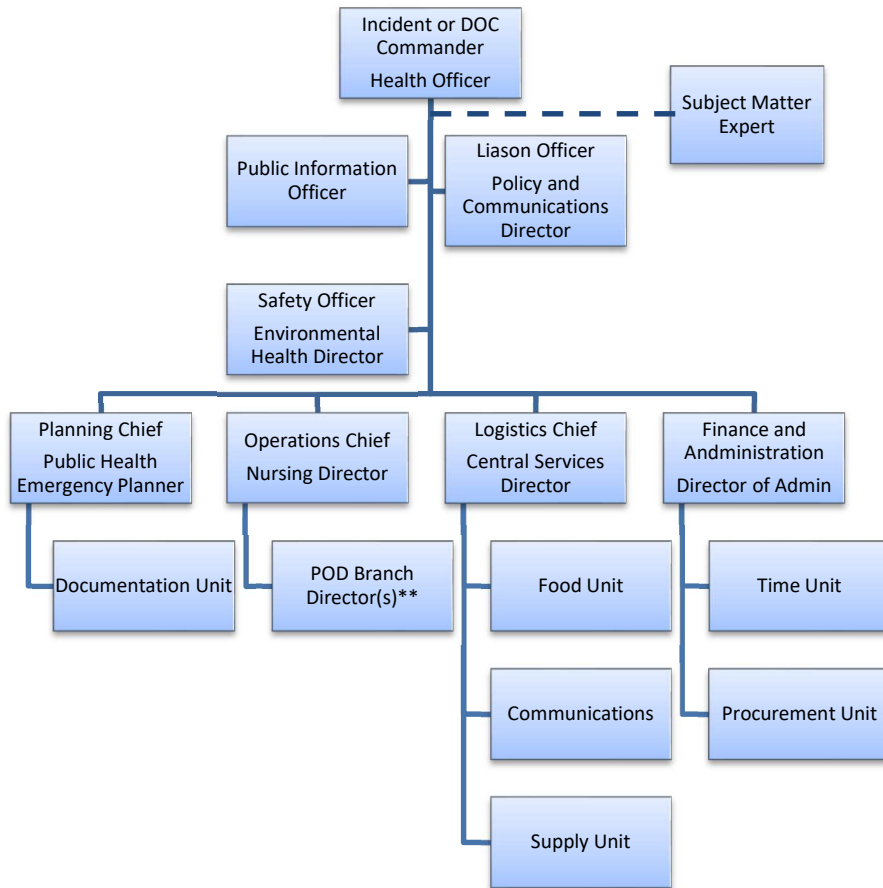 Incident or DOC
Commander
Health Officer
Subject Matter
Expert
Public Information
Officer
Liason Officer
Policy and
Communications
Director
Safety Officer
Environmental
Health Director
Planning Chief
Public Health
Emergency Planner
Operations Chief
Nursing Director
Logistics Chief
Central Services
Director
Finance and
Andministration
Director of Admin
Documentation Unit
POD Branch
Director(s)**
Food Unit
Time Unit
Communications
Procurement Unit
Supply Unit